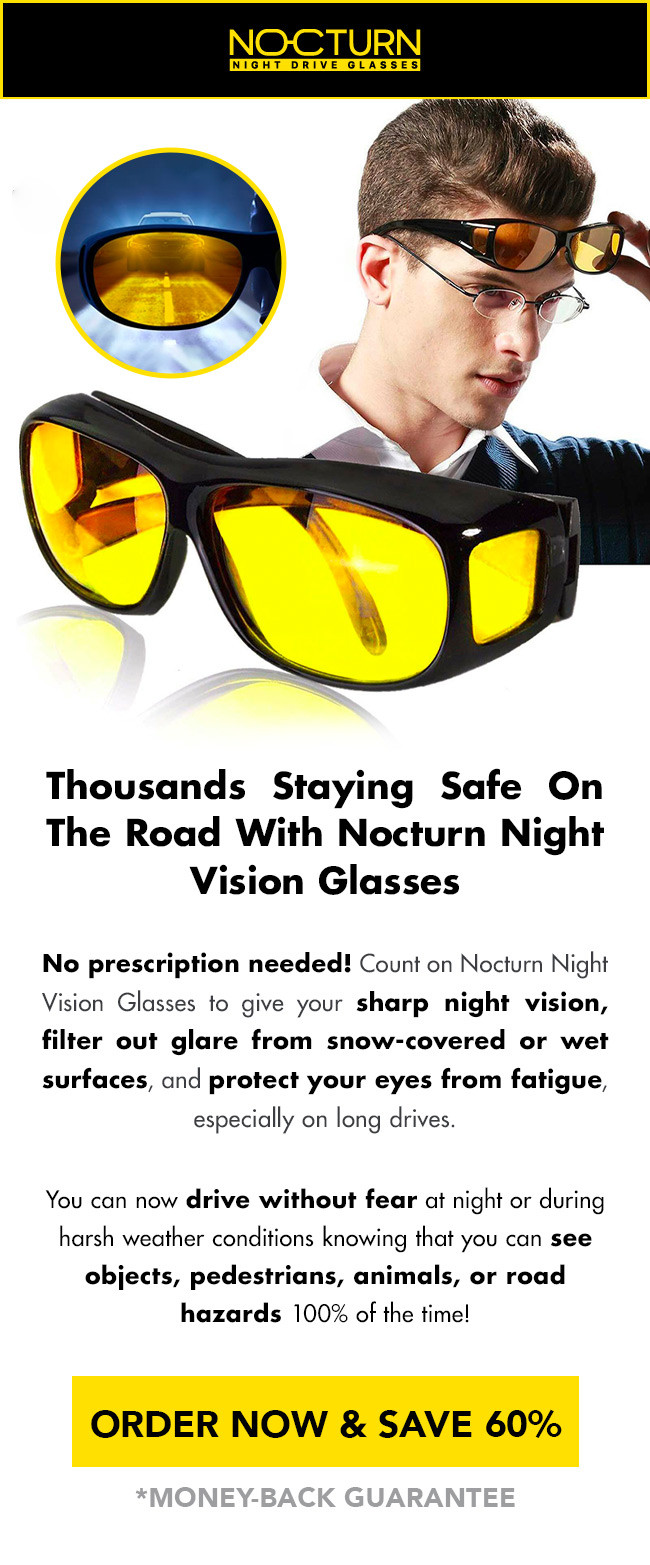 NOCTURN
NIGHT DRIVE GLASSES
Thousands Staying Safe On
The Road With Nocturn Night
Vision Glasses
No prescription needed! Count on Nocturn Night
Vision Glasses to give your sharp night vision,
filter out glare from snow-covered or wet
surfaces, and protect your eyes from fatigue,
especially on long drives.
You can now drive without fear at night or during
harsh weather conditions knowing that you can see
objects, pedestrians, animals, or road
hazards 100% of the time!
ORDER NOW & SAVE 60%
*MONEY-BACK GUARANTEE